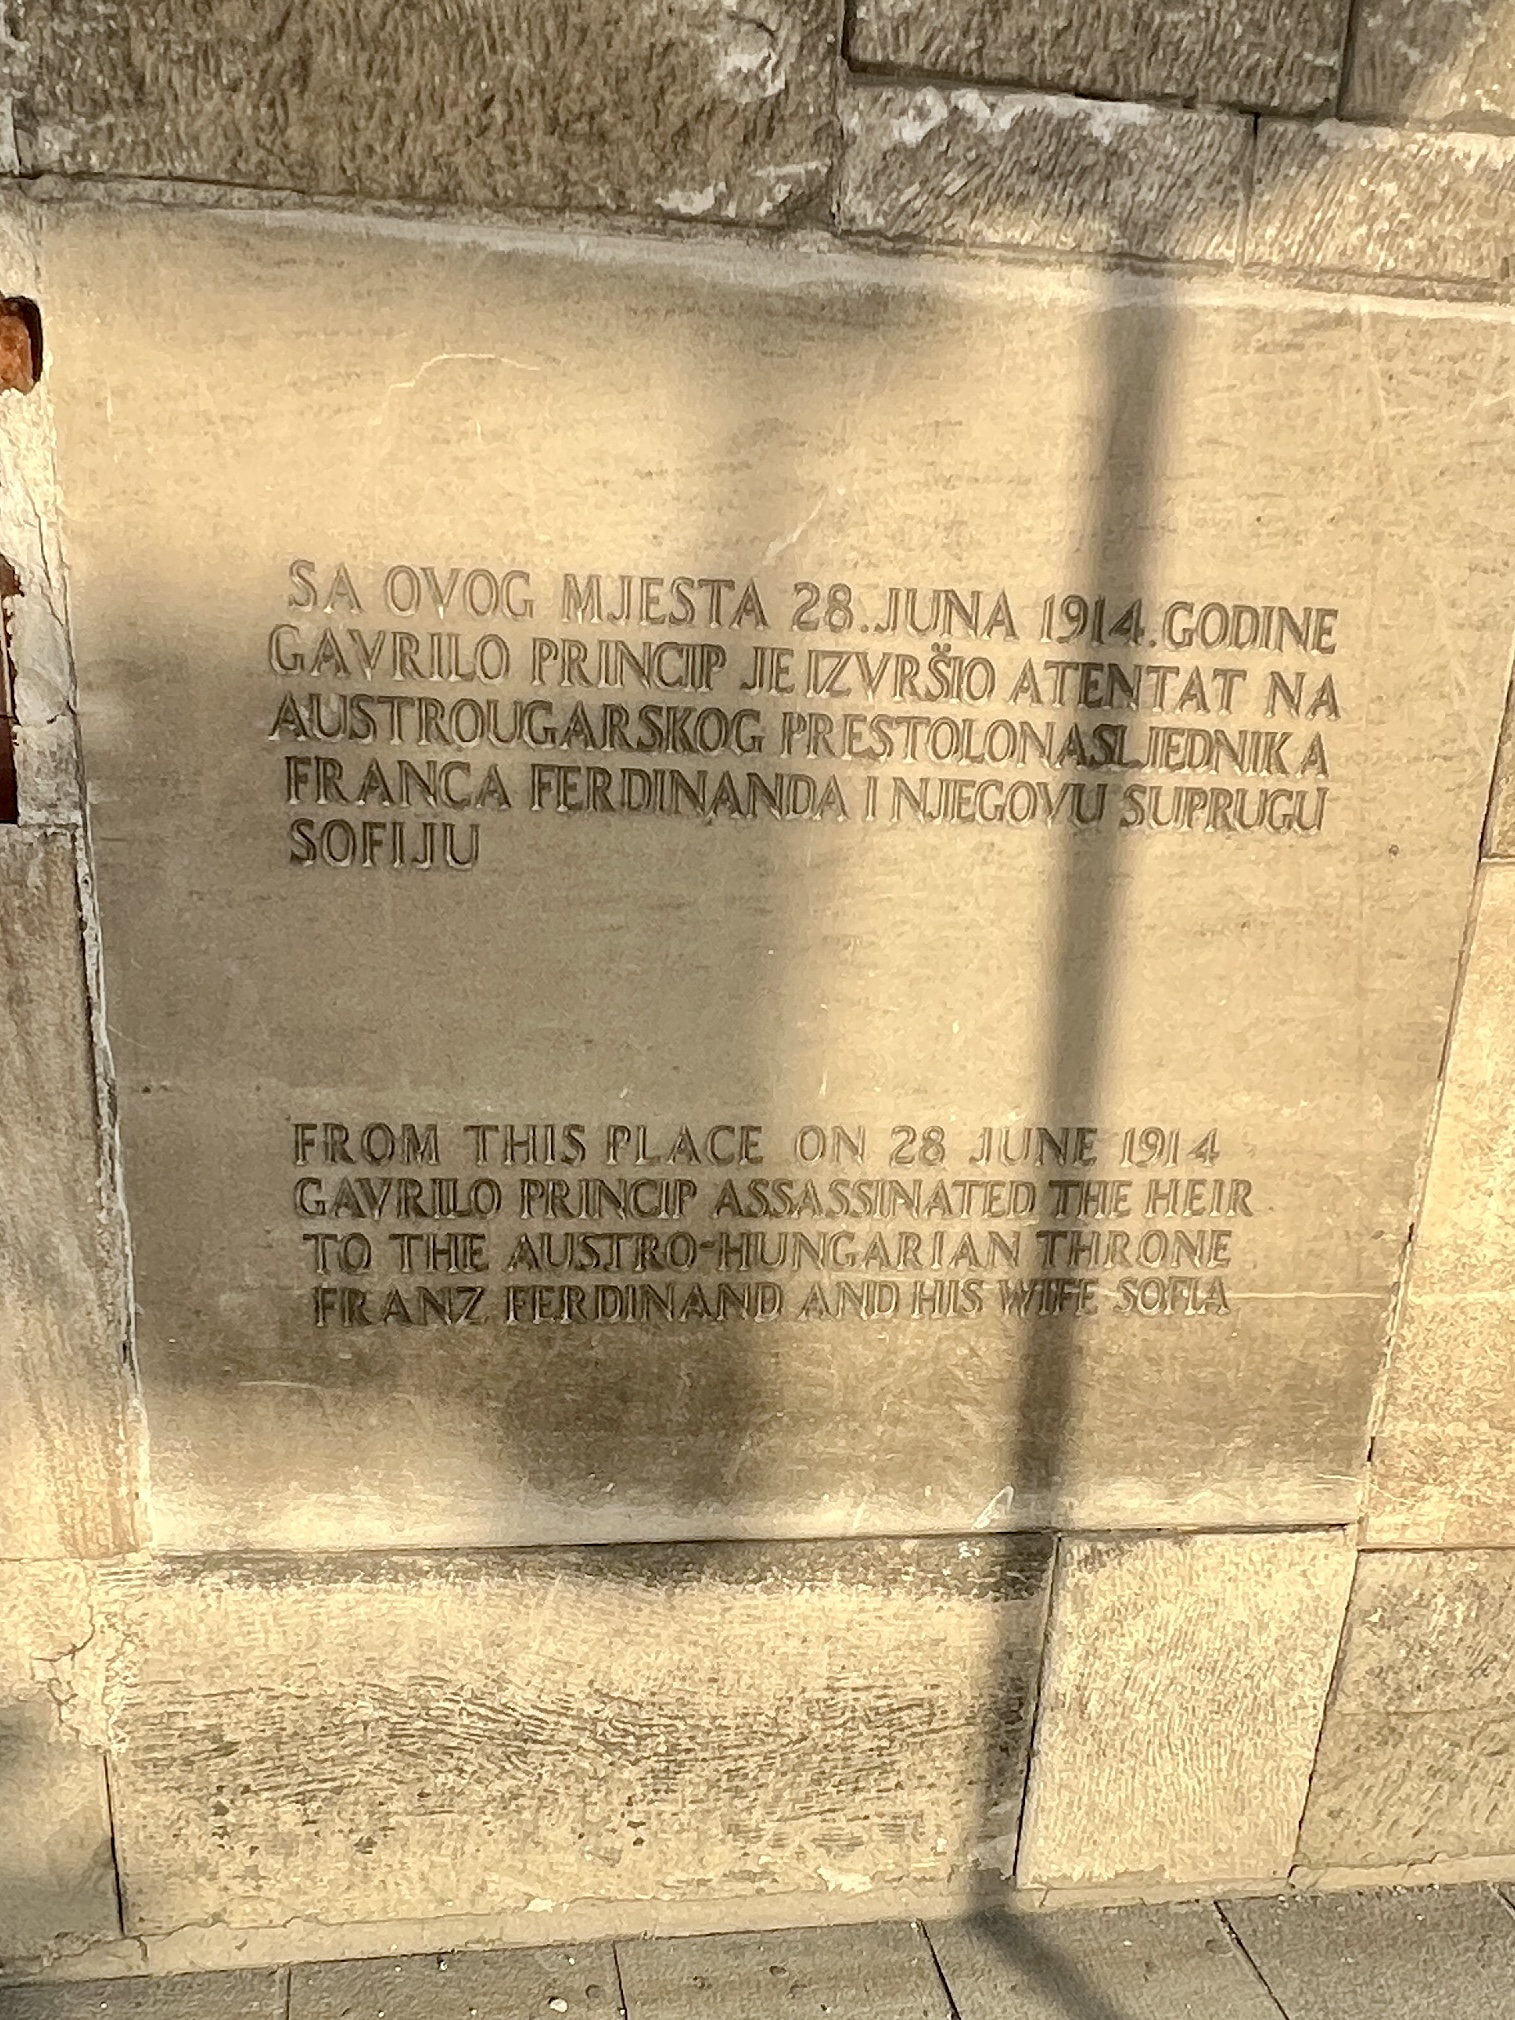 SA OVOG MJESTA 28. JUNA 1914. GODINE
GAVRILO PRINCIP JE IZVRŠIO ATENTAT NA
AUSTROUGARSKOG PRESTOLONASLJEDNIKA
FRANCA FERDINANDA I NJEGOVU SUPRUGU
SOFIJU
FROM THIS PLACE ON 28 JUNE 1914
GAVRILO PRINCIP ASSASSINATED THE HEIR
TO THE AUSTRO-HUNGARIAN THRONE
FRANZ FERDINAND AND HIS WIFE SOFIA